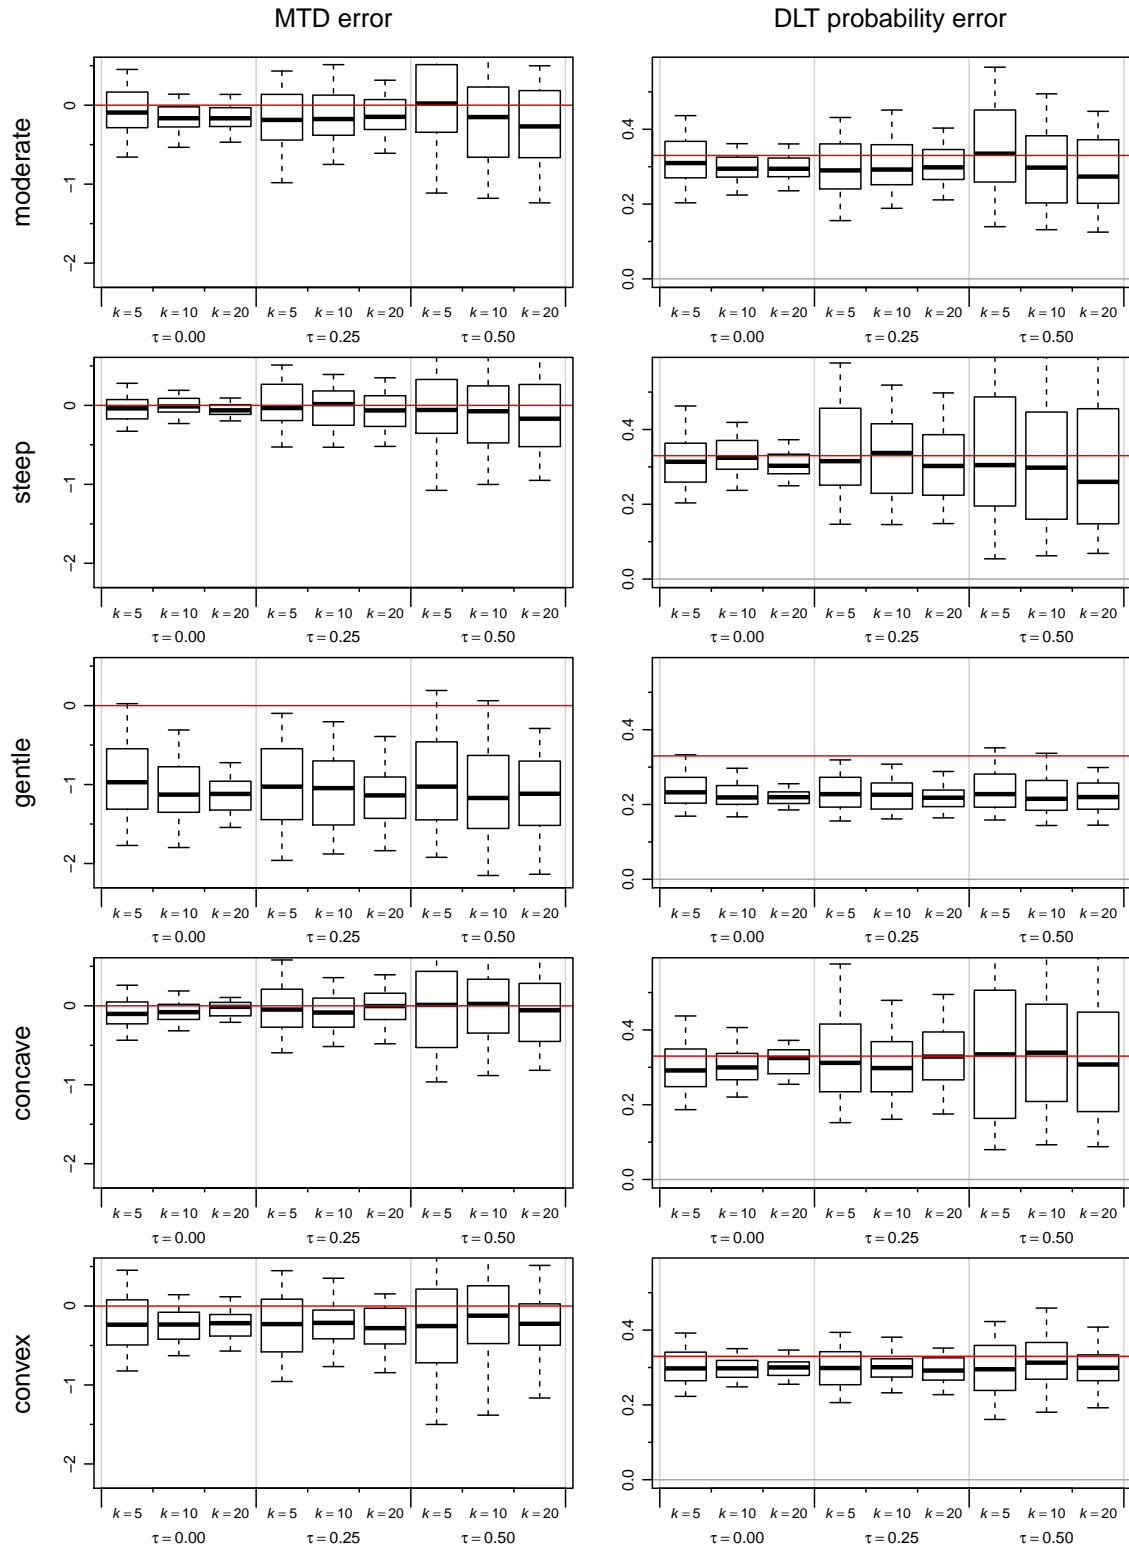 MTD error DLT probability error
moderate
0
−1
−2
k = 5 k = 10 k = 20 k = 5 k = 10 k = 20 k = 5 k = 10 k = 20
τ = 0.00 τ = 0.25 τ = 0.50
0.4
0.2
0.0
k = 5 k = 10 k = 20 k = 5 k = 10 k = 20 k = 5 k = 10 k = 20
τ = 0.00 τ = 0.25 τ = 0.50
steep
0
−1
−2
k = 5 k = 10 k = 20 k = 5 k = 10 k = 20 k = 5 k = 10 k = 20
τ = 0.00 τ = 0.25 τ = 0.50
0.4
0.2
0.0
k = 5 k = 10 k = 20 k = 5 k = 10 k = 20 k = 5 k = 10 k = 20
τ = 0.00 τ = 0.25 τ = 0.50
gentle
0
−1
−2
k = 5 k = 10 k = 20 k = 5 k = 10 k = 20 k = 5 k = 10 k = 20
τ = 0.00 τ = 0.25 τ = 0.50
0.4
0.2
0.0
k = 5 k = 10 k = 20 k = 5 k = 10 k = 20 k = 5 k = 10 k = 20
τ = 0.00 τ = 0.25 τ = 0.50
concave
0
−1
−2
k = 5 k = 10 k = 20 k = 5 k = 10 k = 20 k = 5 k = 10 k = 20
τ = 0.00 τ = 0.25 τ = 0.50
0.4
0.2
0.0
k = 5 k = 10 k = 20 k = 5 k = 10 k = 20 k = 5 k = 10 k = 20
τ = 0.00 τ = 0.25 τ = 0.50
convex
0
−1
−2
k = 5 k = 10 k = 20 k = 5 k = 10 k = 20 k = 5 k = 10 k = 20
τ = 0.00 τ = 0.25 τ = 0.50
0.4
0.2
0.0
k = 5 k = 10 k = 20 k = 5 k = 10 k = 20 k = 5 k = 10 k = 20
τ = 0.00 τ = 0.25 τ = 0.50